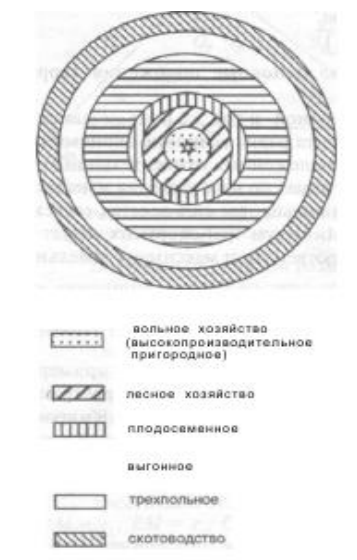 вольное хозяйство
(высокопроизводительное
пригородное)
лесное хозяйство
плодосеменное
выгонное
трехпольное
скотоводство